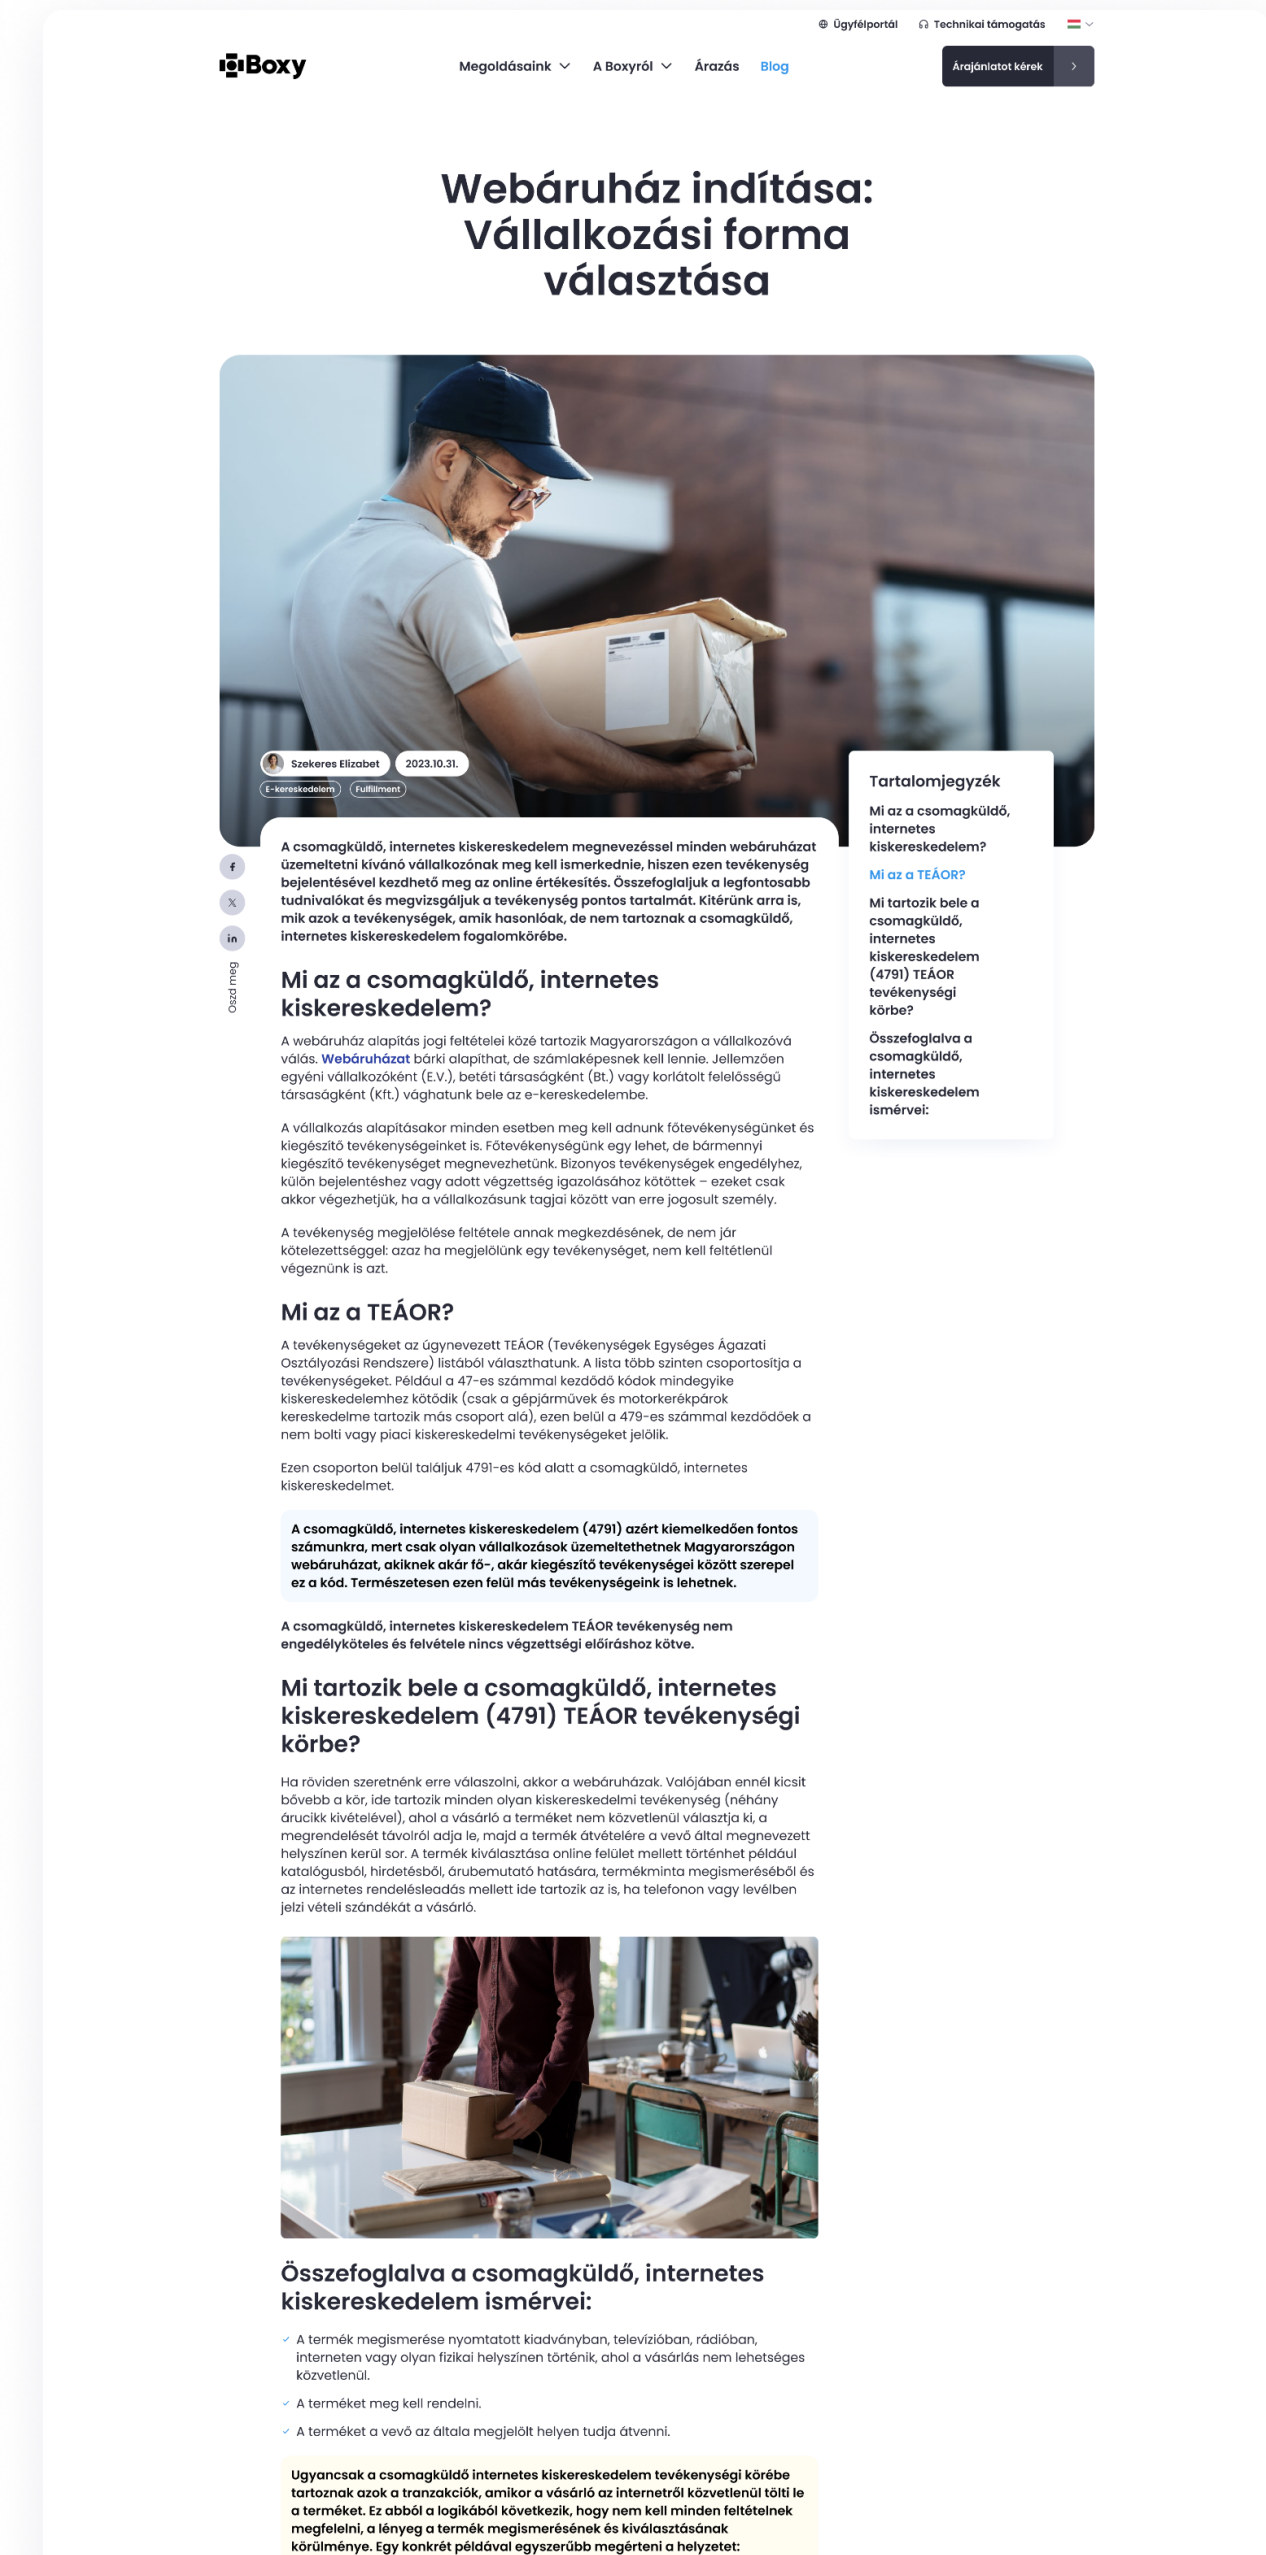 Ügyfélportál
Technikai támogatás
Boxy
Megoldásaink
A Boxyról
Árazás
Blog
Árajánlatot kérek
Webáruház indítása:
Vállalkozási forma
választása
Szekeres Elizabet
2023.10.31.
E-kereskedelem
Fulfillment
Tartalomjegyzék
Mi az a csomagküldő,
internetes
kiskereskedelem?
Mi az a TEÁOR?
Mi tartozik bele a
csomagküldő,
internetes
kiskereskedelem
(4791) TEÁOR
tevékenységi
körbe?
Összefoglalva a
csomagküldő,
internetes
kiskereskedelem
ismérvei:
Oszd meg
A csomagküldő, internetes kiskereskedelem megnevezéssel minden webáruházat
üzemeltetni kívánó vállalkozónak meg kell ismerkednie, hiszen ezen tevékenység
bejelentésével kezdhető meg az online értékesítés. Összefoglaljuk a legfontosabb
tudnivalókat és megvizsgáljuk a tevékenység pontos tartalmát. Kitérünk arra is,
mik azok a tevékenységek, amik hasonlóak, de nem tartoznak a csomagküldő,
internetes kiskereskedelem fogalomkörébe.
Mi az a csomagküldő, internetes
kiskereskedelem?
A webáruház alapítás jogi feltételei közé tartozik Magyarországon a vállalkozóvá
válás. Webáruházat bárki alapíthat, de számlaképesnek kell lennie. Jellemzően
egyéni vállalkozóként (E.V.), betéti társaságként (Bt.) vagy korlátolt felelősségű
társaságként (Kft.) vághatunk bele az e-kereskedelembe.
A vállalkozás alapításakor minden esetben meg kell adnunk főtevékenységünket és
kiegészítő tevékenységeinket is. Főtevékenységünk egy lehet, de bármennyi
kiegészítő tevékenységet megnevezhetünk. Bizonyos tevékenységek engedélyhez,
külön bejelentéshez vagy adott végzettség igazolásához kötöttek – ezeket csak
akkor végezhetjük, ha a vállalkozásunk tagjai között van erre jogosult személy.
A tevékenység megjelölése feltétele annak megkezdésének, de nem jár
kötelezettséggel: azaz ha megjelölünk egy tevékenységet, nem kell feltétlenül
végeznünk is azt.
Mi az a TEÁOR?
A tevékenységeket az úgynevezett TEÁOR (Tevékenységek Egységes Ágazati
Osztályozási Rendszere) listából választhatunk. A lista több szinten csoportosítja a
tevékenységeket. Például a 47-es számmal kezdődő kódok mindegyike
kiskereskedelemhez kötődik (csak a gépjárművek és motorkerékpárok
kereskedelme tartozik más csoport alá), ezen belül a 479-es számmal kezdődőek a
nem bolti vagy piaci kiskereskedelmi tevékenységeket jelölik.
Ezen csoporton belül találjuk 4791-es kód alatt a csomagküldő, internetes
kiskereskedelmet.
A csomagküldő, internetes kiskereskedelem (4791) azért kiemelkedően fontos
számunkra, mert csak olyan vállalkozások üzemeltethetnek Magyarországon
webáruházat, akiknek akár fő-, akár kiegészítő tevékenységei között szerepel
ez a kód. Természetesen ezen felül más tevékenységeink is lehetnek.
A csomagküldő, internetes kiskereskedelem TEÁOR tevékenység nem
engedélyköteles és felvétele nincs végzettségi előíráshoz kötve.
Mi tartozik bele a csomagküldő, internetes
kiskereskedelem (4791) TEÁOR tevékenységi
körbe?
Ha röviden szeretnénk erre válaszolni, akkor a webáruházak. Valójában ennél kicsit
bővebb a kör, ide tartozik minden olyan kiskereskedelmi tevékenység (néhány
árucikk kivételével), ahol a vásárló a terméket nem közvetlenül választja ki, a
megrendelését távolról adja le, majd a termék átvételére a vevő által megnevezett
helyszínen kerül sor. A termék kiválasztása online felület mellett történhet például
katalógusból, hirdetésből, árubemutató hatására, termékminta megismeréséből és
az internetes rendelésleadás mellett ide tartozik az is, ha telefonon vagy levélben
jelzi vételi szándékát a vásárló.
Összefoglalva a csomagküldő, internetes
kiskereskedelem ismérvei:
A termék megismerése nyomtatott kiadványban, televízióban, rádióban,
interneten vagy olyan fizikai helyszínen történik, ahol a vásárlás nem lehetséges
közvetlenül.
A terméket meg kell rendelni.
A terméket a vevő az általa megjelölt helyen tudja átvenni.
Ugyancsak a csomagküldő internetes kiskereskedelem tevékenységi körébe
tartoznak azok a tranzakciók, amikor a vásárló az internetről közvetlenül tölti le
a terméket. Ez abból a logikából következik, hogy nem kell minden feltételnek
megfelelni, a lényeg a termék megismerésének és kiválasztásának
körülménye. Egy konkrét példával egyszerűbb megérteni a helyzetet: